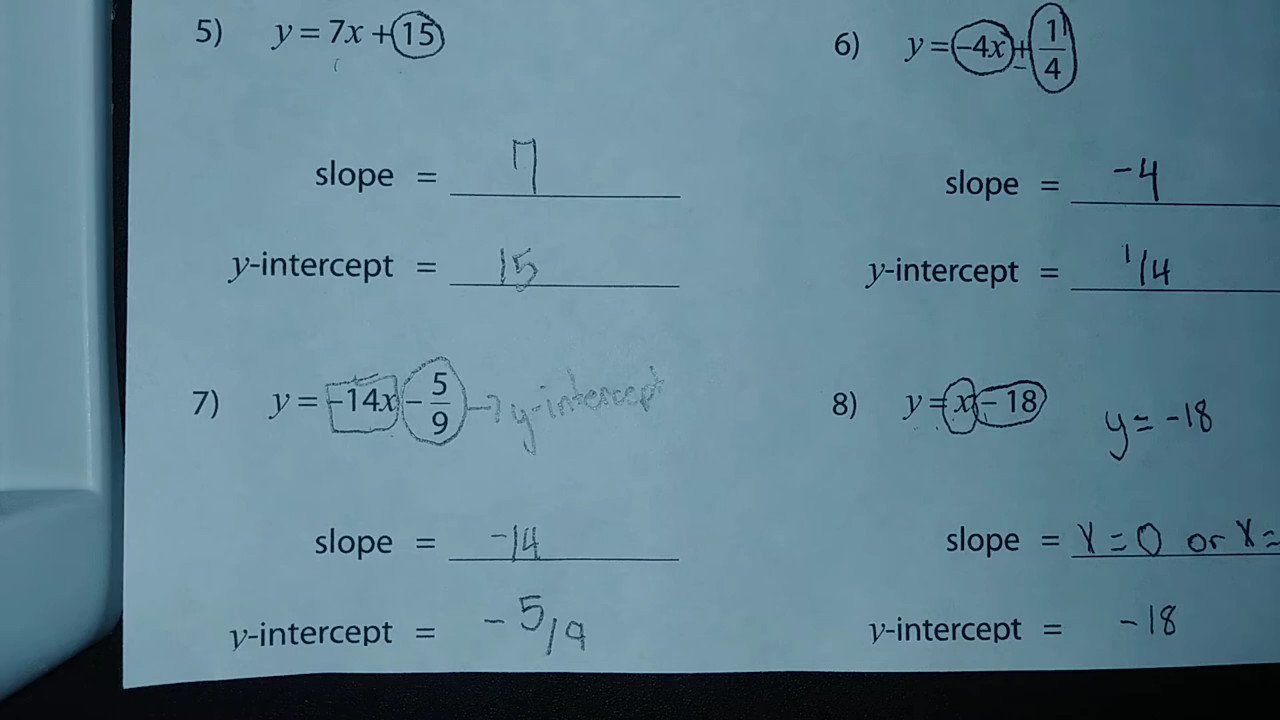 5) y = 7x + 15
slope = 7
y-intercept = 15
6) y = -4x + 1/4
slope = -4
y-intercept = 1/4
7) y = -14x - 5/9 → y-intercept
slope = -14
y-intercept = -5/9
8) y = x - 18 y = -18
slope = x = 0 or x =
y-intercept = -18